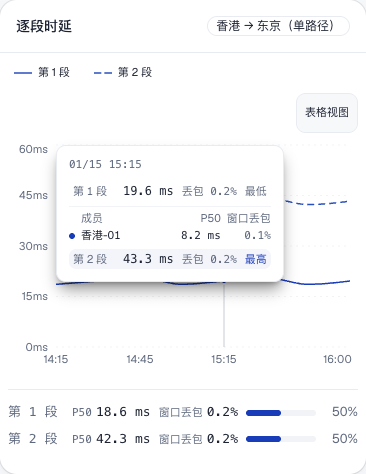 逐段时延
香港 → 东京（单路径）
第 1 段 第 2 段
表格视图
60ms
01/15 15:15
第 1 段 19.6 ms 丢包 0.2% 最低
45ms
成员 P50 窗口丢包
香港-01 8.2 ms 0.1%
30ms
第 2 段 43.3 ms 丢包 0.2% 最高
15ms
0ms
14:15 14:45 15:15 16:00
第 1 段 P50 18.6 ms 窗口丢包 0.2% 50%
第 2 段 P50 42.3 ms 窗口丢包 0.2% 50%